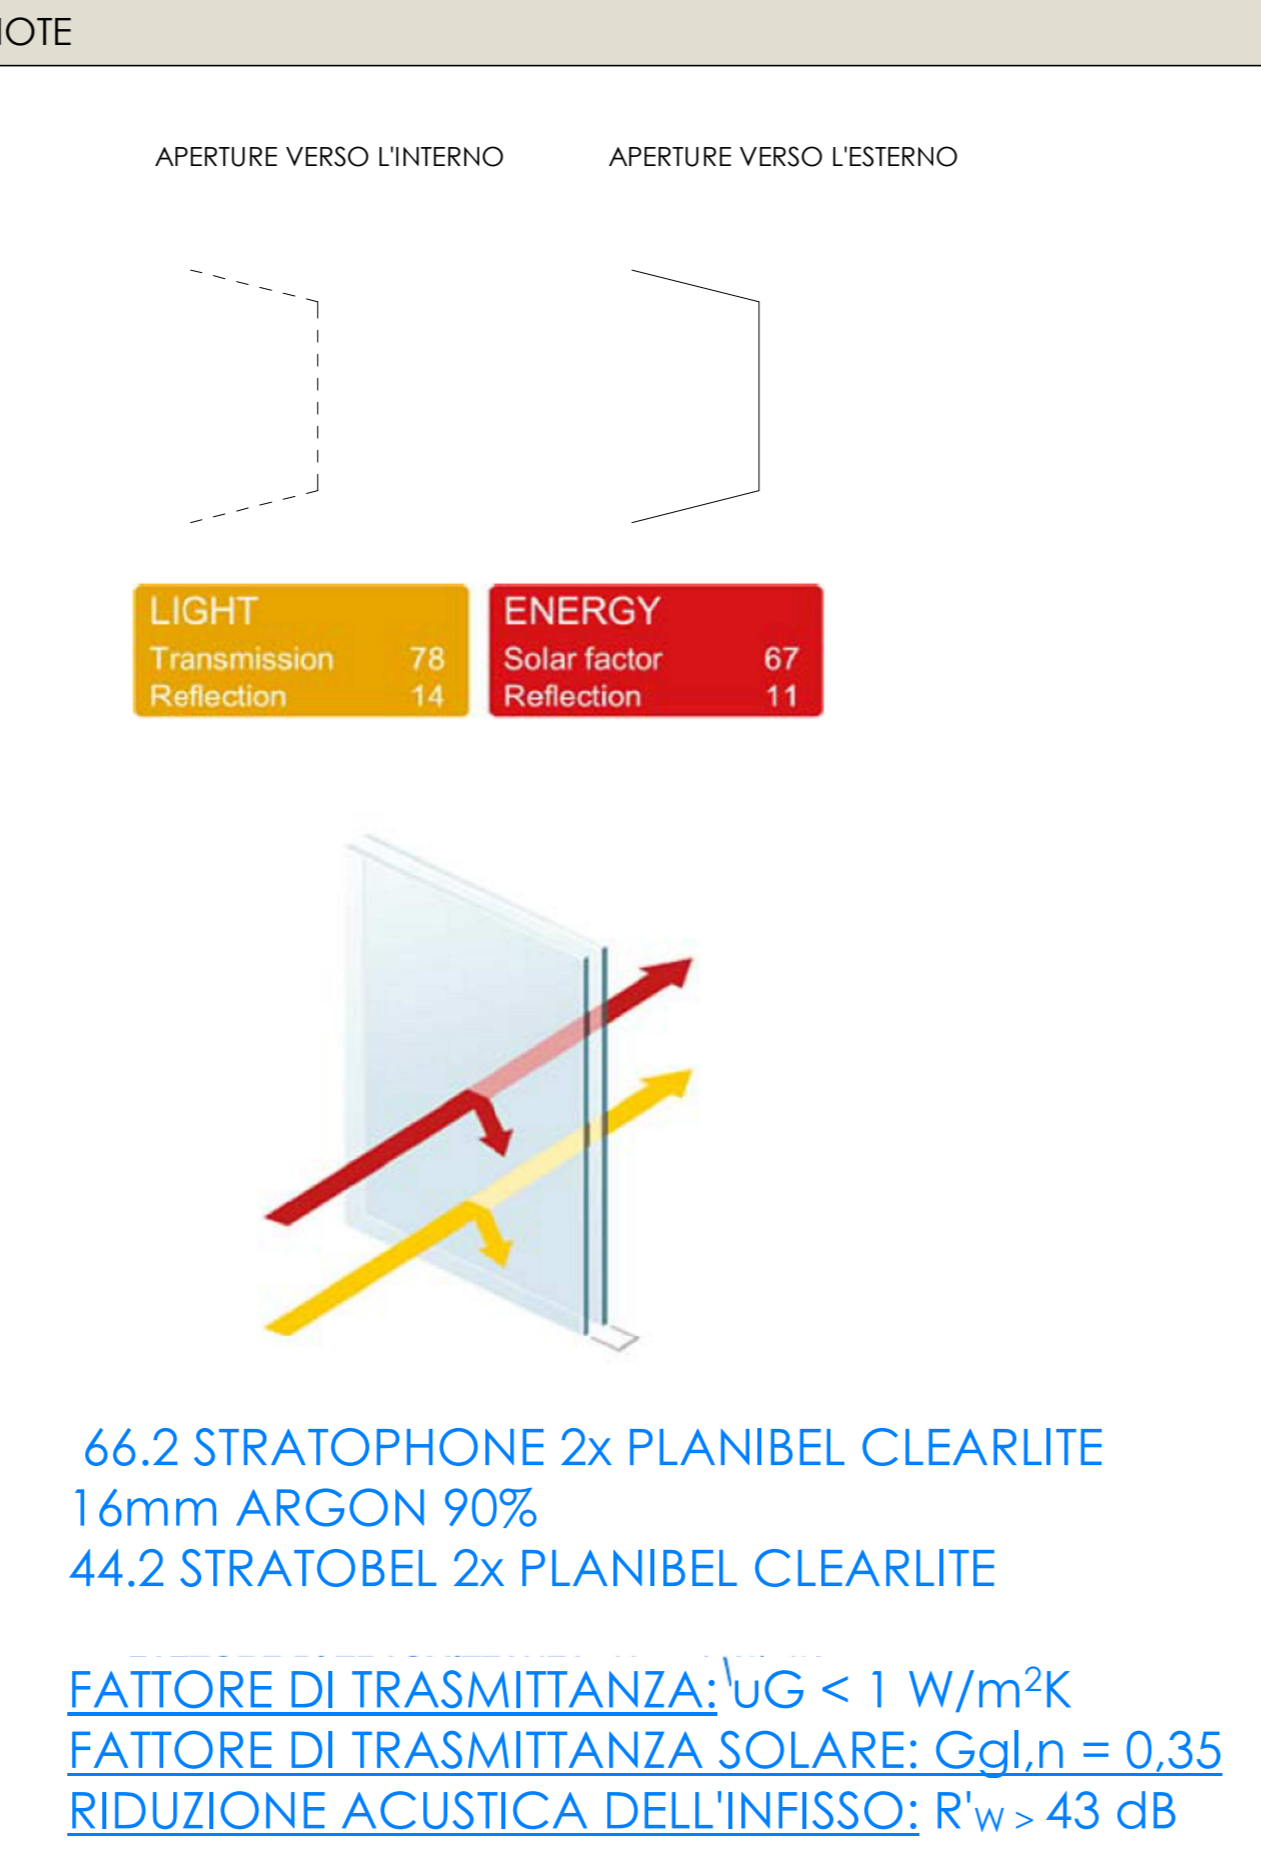 NOTE
APERTURE VERSO L'INTERNO
APERTURE VERSO L'ESTERNO
LIGHT
Transmission 78
Reflection 14
ENERGY
Solar factor 67
Reflection 11
66.2 STRATOPHONE 2x PLANIBEL CLEARLITE
16mm ARGON 90%
44.2 STRATOBEL 2x PLANIBEL CLEARLITE
FATTORE DI TRASMITTANZA: uG < 1 W/m²K
FATTORE DI TRASMITTANZA SOLARE: Ggl,n = 0,35
RIDUZIONE ACUSTICA DELL'INFISSO: R'w > 43 dB